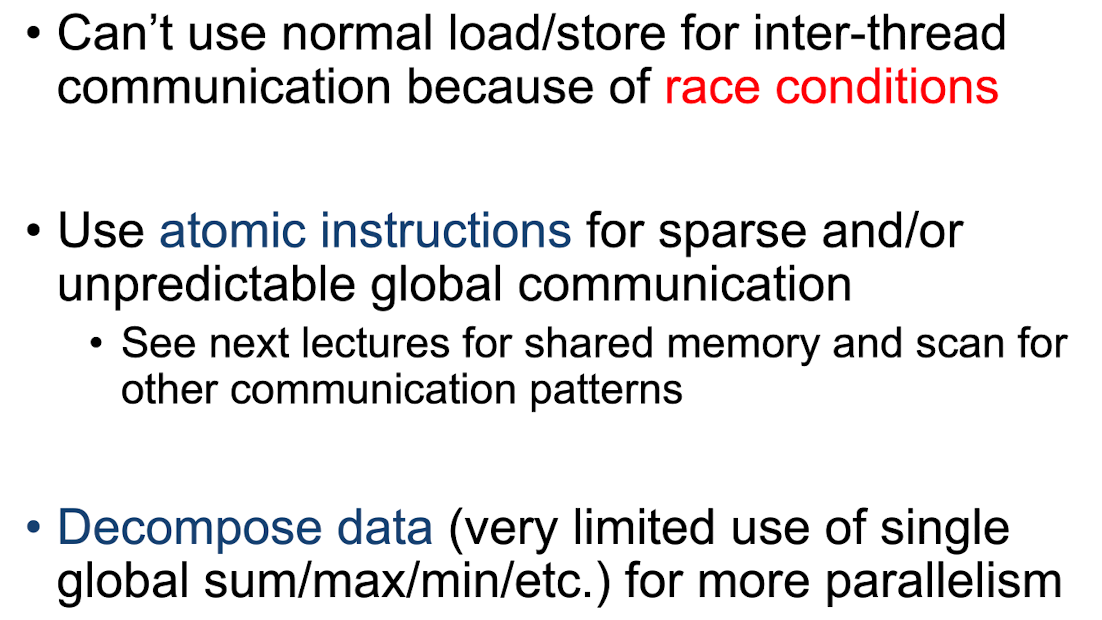 • Can’t use normal load/store for inter-thread
communication because of race conditions
• Use atomic instructions for sparse and/or
unpredictable global communication
• See next lectures for shared memory and scan for
other communication patterns
• Decompose data (very limited use of single
global sum/max/min/etc.) for more parallelism